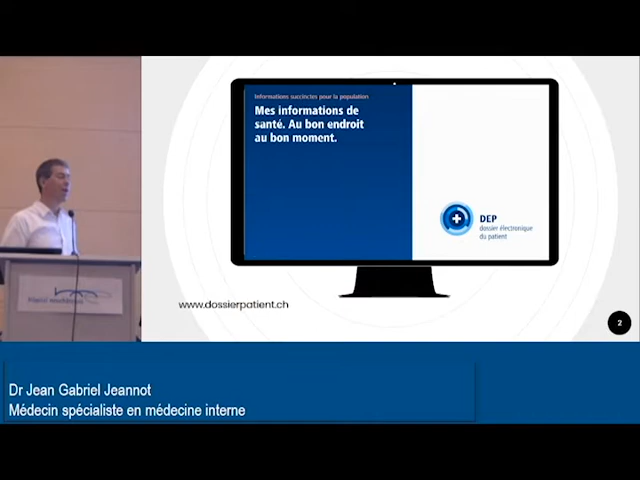 Informations succinctes pour la population
Mes informations de
santé. Au bon endroit
au bon moment.
DEP
dossier électronique
du patient
www.dossierpatient.ch
2
Dr Jean Gabriel Jeannot
Médecin spécialiste en médecine interne